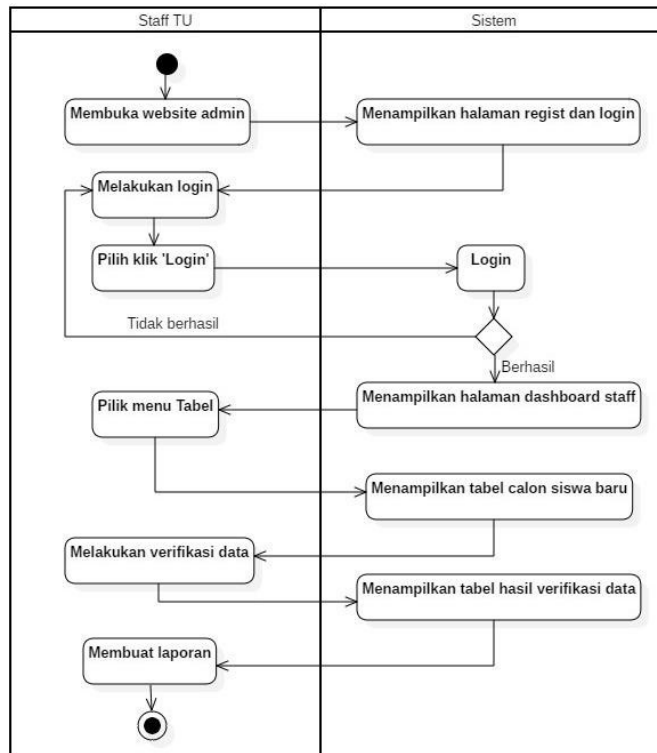 Staff TU
Sistem
Membuka website admin
Menampilkan halaman regist dan login
Melakukan login
Pilih klik 'Login'
Login
Tidak berhasil
Berhasil
Pilik menu Tabel
Menampilkan halaman dashboard staff
Menampilkan tabel calon siswa baru
Melakukan verifikasi data
Menampilkan tabel hasil verifikasi data
Membuat laporan